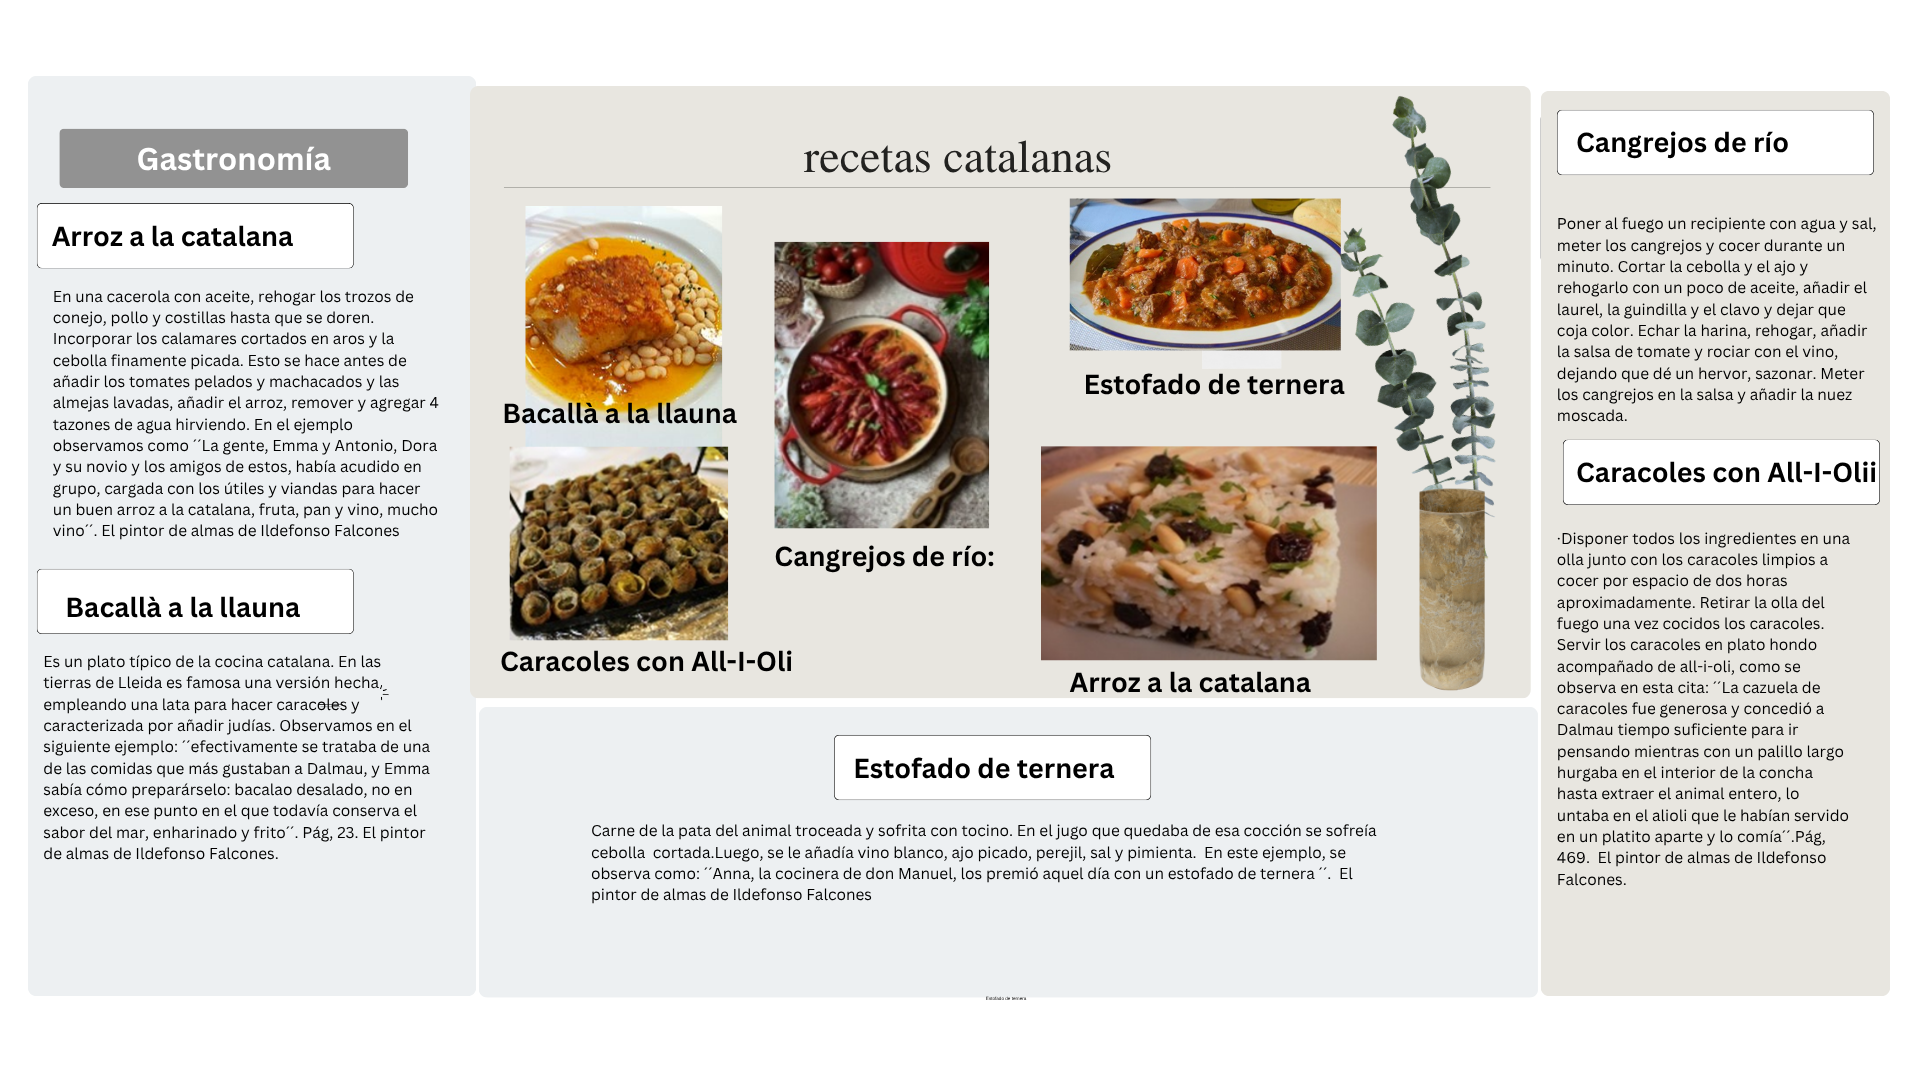 Gastronomía
Arroz a la catalana
En una cacerola con aceite, rehogar los trozos de
conejo, pollo y costillas hasta que se doren.
Incorporar los calamares cortados en aros y la
cebolla finamente picada. Esto se hace antes de
añadir los tomates pelados y machacados y las
almejas lavadas, añadir el arroz, remover y agregar 4
tazones de agua hirviendo. En el ejemplo
observamos como ´´La gente, Emma y Antonio, Dora
y su novio y los amigos de estos, había acudido en
grupo, cargada con los útiles y viandas para hacer
un buen arroz a la catalana, fruta, pan y vino, mucho
vino´´. El pintor de almas de Ildefonso Falcones
Bacallà a la llauna
Es un plato típico de la cocina catalana. En las
tierras de Lleida es famosa una versión hecha,
empleando una lata para hacer caracoles y
caracterizada por añadir judías. Observamos en el
siguiente ejemplo: ´´efectivamente se trataba de una
de las comidas que más gustaban a Dalmau, y Emma
sabía cómo preparárselo: bacalao desalado, no en
exceso, en ese punto en el que todavía conserva el
sabor del mar, enharinado y frito´´. Pág, 23. El pintor
de almas de Ildefonso Falcones.
recetas catalanas
Bacallà a la llauna
Cangrejos de río:
Estofado de ternera
Caracoles con All-I-Oli
Arroz a la catalana
Estofado de ternera
Carne de la pata del animal troceada y sofrita con tocino. En el jugo que quedaba de esa cocción se sofreía
cebolla  cortada.Luego, se le añadía vino blanco, ajo picado, perejil, sal y pimienta.  En este ejemplo, se
observa como: ´´Anna, la cocinera de don Manuel, los premió aquel día con un estofado de ternera ´´.  El
pintor de almas de Ildefonso Falcones
Estofado de ternera
Cangrejos de río
Poner al fuego un recipiente con agua y sal,
meter los cangrejos y cocer durante un
minuto. Cortar la cebolla y el ajo y
rehogarlo con un poco de aceite, añadir el
laurel, la guindilla y el clavo y dejar que
coja color. Echar la harina, rehogar, añadir
la salsa de tomate y rociar con el vino,
dejando que dé un hervor, sazonar. Meter
los cangrejos en la salsa y añadir la nuez
moscada.
Caracoles con All-I-Olii
·Disponer todos los ingredientes en una
olla junto con los caracoles limpios a
cocer por espacio de dos horas
aproximadamente. Retirar la olla del
fuego una vez cocidos los caracoles.
Servir los caracoles en plato hondo
acompañado de all-i-oli, como se
observa en esta cita: ´´La cazuela de
caracoles fue generosa y concedió a
Dalmau tiempo suficiente para ir
pensando mientras con un palillo largo
hurgaba en el interior de la concha
hasta extraer el animal entero, lo
untaba en el alioli que le habían servido
en un platito aparte y lo comía´´.Pág,
469.  El pintor de almas de Ildefonso
Falcones.